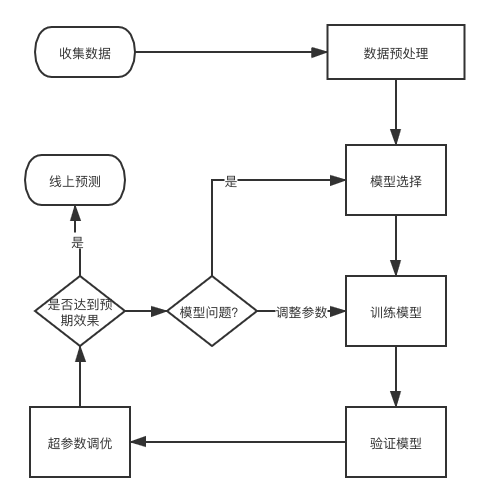 收集数据
数据预处理
线上预测
是
模型选择
是
是否达到预
期效果
模型问题?
调整参数
训练模型
超参数调优
验证模型